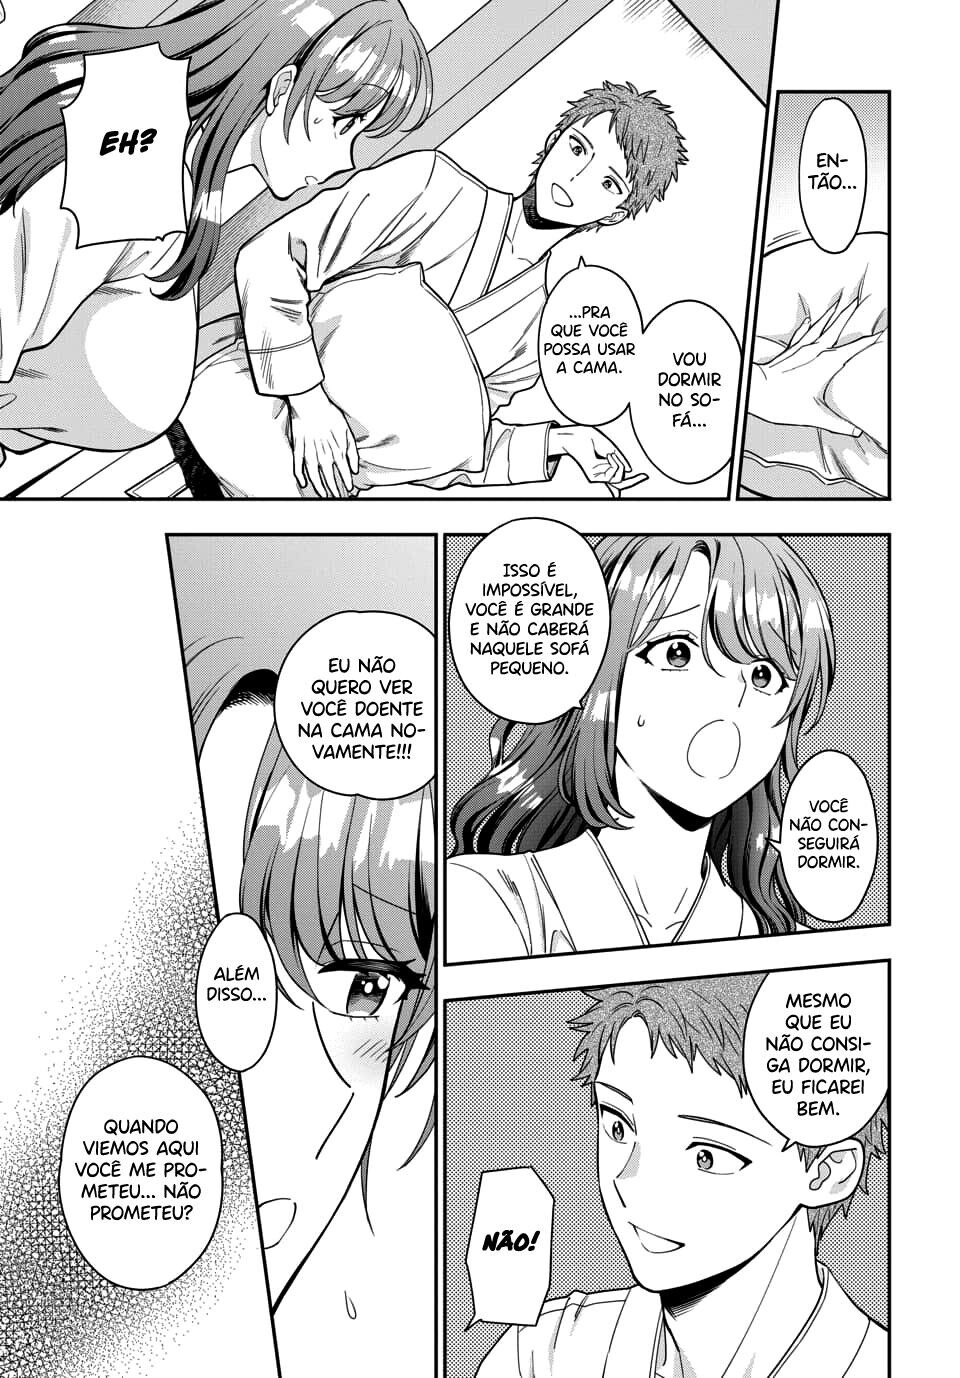 EN-
TÃO...
VOU
DORMIR
NO SO-
FÁ...
...PRA
QUE VOCÊ
POSSA USAR
A CAMA.
EH?
ISSO É
IMPOSSÍVEL,
VOCÊ É GRANDE
E NÃO CABERÁ
NAQUELE SOFÁ
PEQUENO.
VOCÊ
NÃO CON-
SEGUIRÁ
DORMIR.
MESMO
QUE EU
NÃO CONSI-
GA DORMIR,
EU FICAREI
BEM.
NÃO!
EU NÃO
QUERO VER
VOCÊ DOENTE
NA CAMA NO-
VAMENTE!!!
ALÉM
DISSO...
QUANDO
VIEMOS AQUI
VOCÊ ME PRO-
METEU... NÃO
PROMETEU?